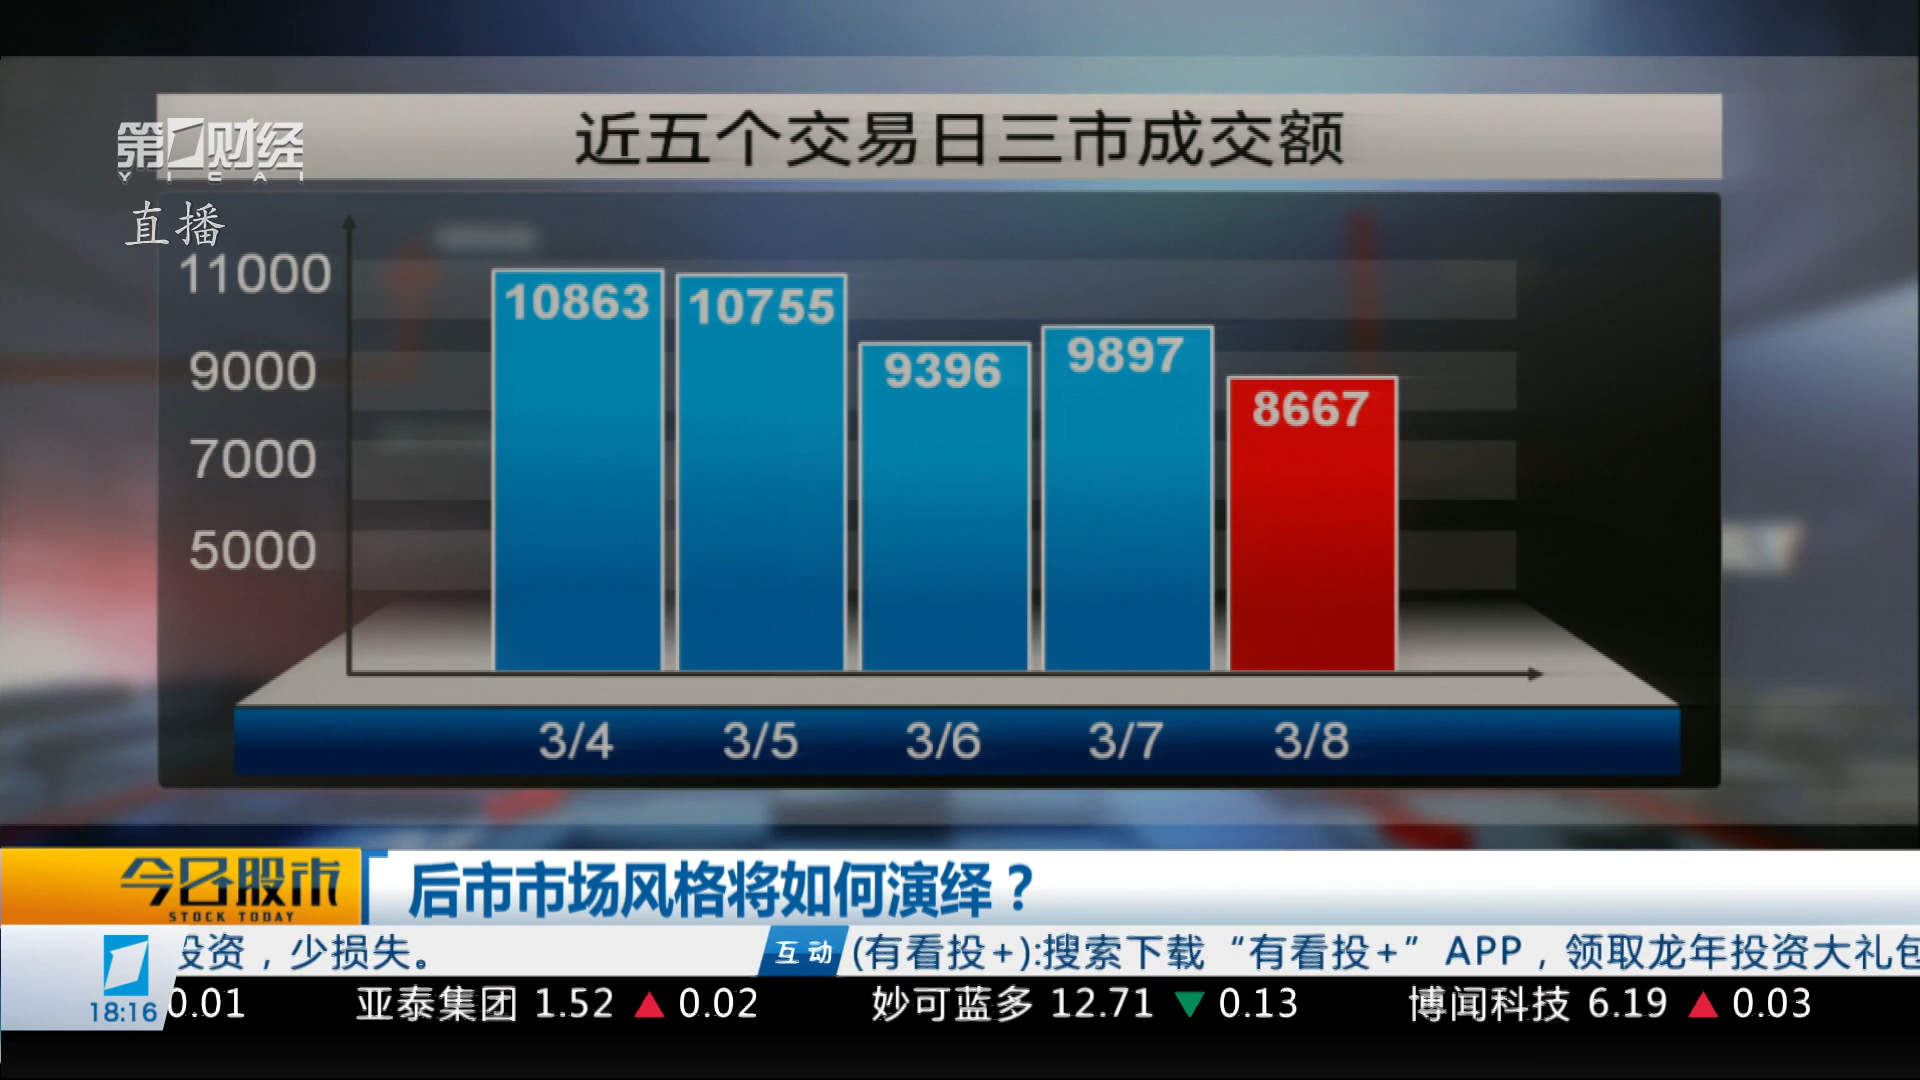 近五个交易日三市成交额
第1财经
YICAI
直播
11000
9000
7000
5000
10863
10755
9396
9897
8667
3/4 3/5 3/6 3/7 3/8
今日股市
STOCK TODAY
后市市场风格将如何演绎？
投资，少损失。 互动 (有看投+):搜索下载“有看投+”APP，领取龙年投资大礼包
18:16
0.01 亚泰集团 1.52 ▲ 0.02 妙可蓝多 12.71 ▼ 0.13 博闻科技 6.19 ▲ 0.03